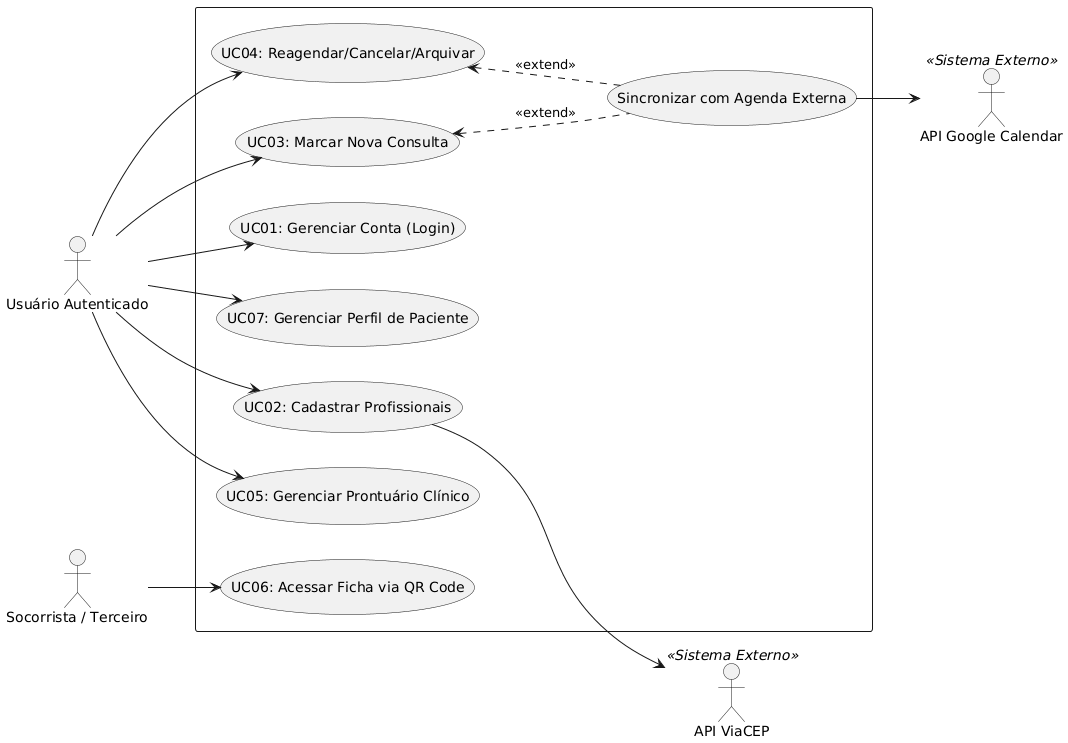 UC04: Reagendar/Cancelar/Arquivar
«extend»
«Sistema Externo»
Sincronizar com Agenda Externa
«extend»
API Google Calendar
UC03: Marcar Nova Consulta
UC01: Gerenciar Conta (Login)
Usuário Autenticado
UC07: Gerenciar Perfil de Paciente
UC02: Cadastrar Profissionais
UC05: Gerenciar Prontuário Clínico
UC06: Acessar Ficha via QR Code
Socorrista / Terceiro
«Sistema Externo»
API ViaCEP